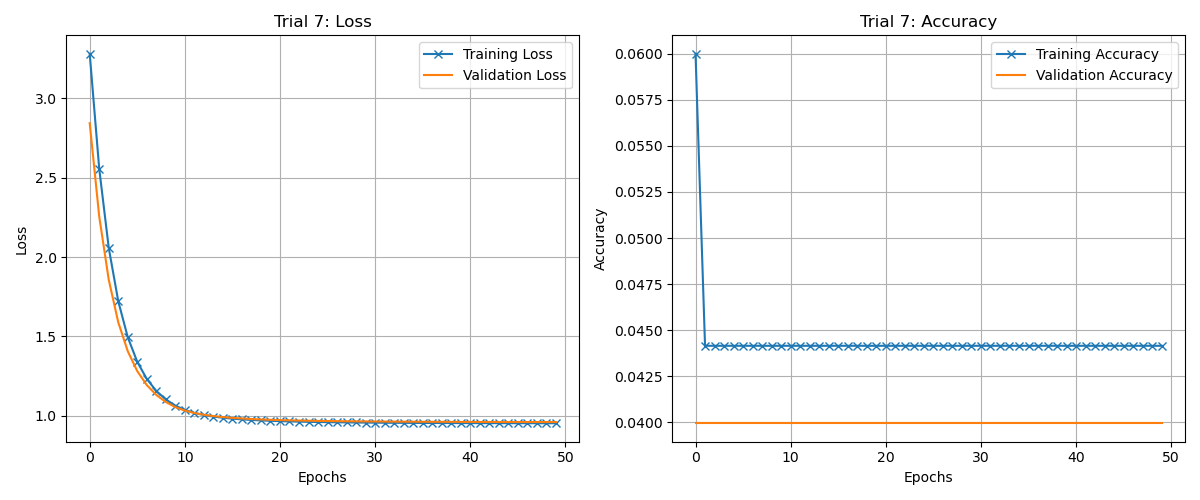 Trial 7: Loss
Training Loss
Validation Loss
3.0
2.5
2.0
1.5
1.0
Loss
0 10 20 30 40 50
Epochs
Trial 7: Accuracy
Training Accuracy
Validation Accuracy
0.0600
0.0575
0.0550
0.0525
0.0500
0.0475
0.0450
0.0425
0.0400
Accuracy
0 10 20 30 40 50
Epochs